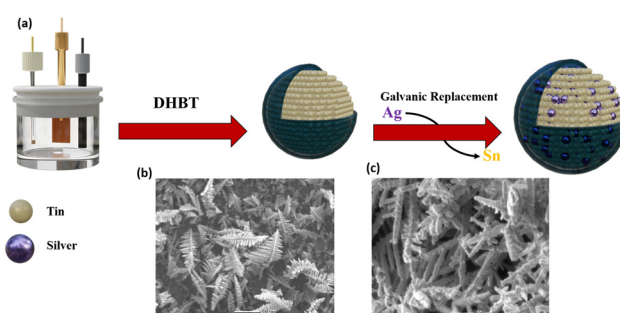 (a)
DHBT
Galvanic Replacement
Ag
Sn
(b)
(c)
Tin
Silver